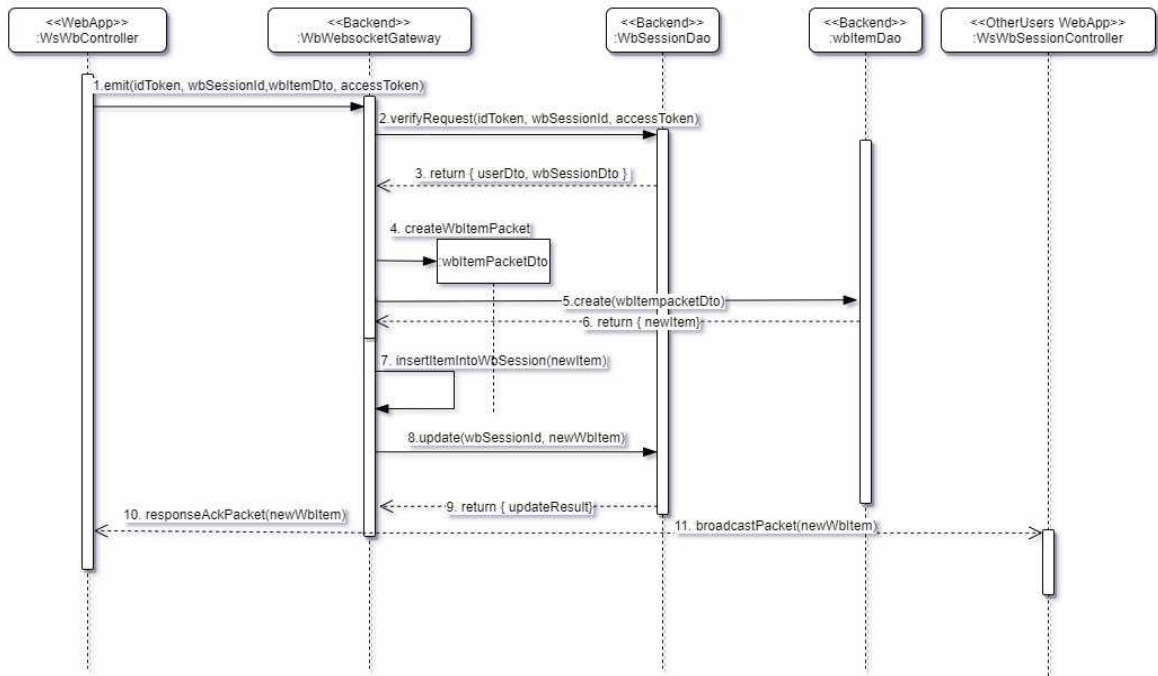 <<WebApp>>
:WsWbController
<<Backend>>
:WbWebsocketGateway
<<Backend>>
:WbSessionDao
<<Backend>>
:wbItemDao
<<OtherUsers WebApp>>
:WsWbSessionController
1.emit(idToken, wbSessionId,wbItemDto, accessToken)
2.verifyRequest(idToken, wbSessionId, accessToken)
3. return { userDto, wbSessionDto }
4. createWbItemPacket
:wbItemPacketDto
5.create(wbItempacketDto)
6. return { newItem}
7. insertItemIntoWbSession(newItem)
8.update(wbSessionId, newWbItem)
9. return { updateResult}
10. responseAckPacket(newWbItem)
11. broadcastPacket(newWbItem)